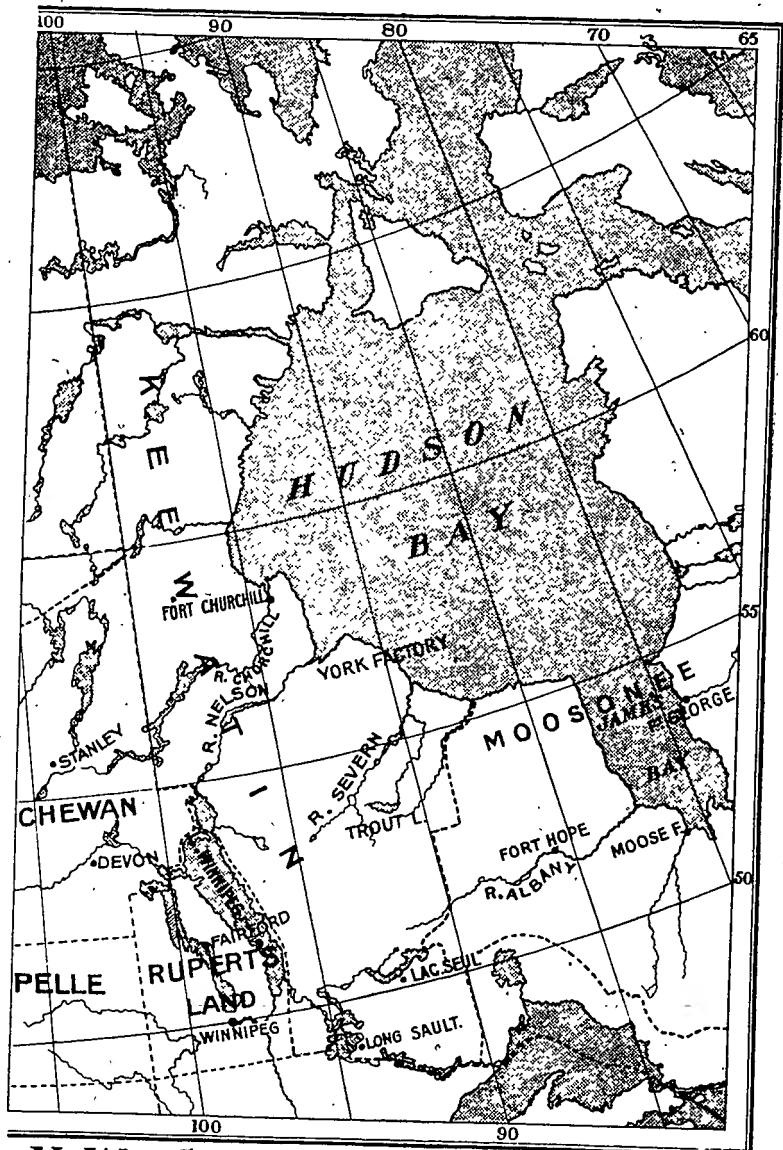 100 90 80 70 65
60
HUDSON
BAY
KEEWATIN
FORT CHURCHILL
R. CHURCHILL
55
YORK FACTORY
R. NELSON
MOOSONEE
JAMES
BAY
FT GEORGE
STANLEY
R. SEVERN
CHEWAN
TROUT L.
FORT HOPE
MOOSE F.
DEVON
WINNIPEG
R. ALBANY
50
FAIRFORD
RUPERT'S
LAND
PELLE
LAC SEUL
WINNIPEG
LONG SAULT.
100 90